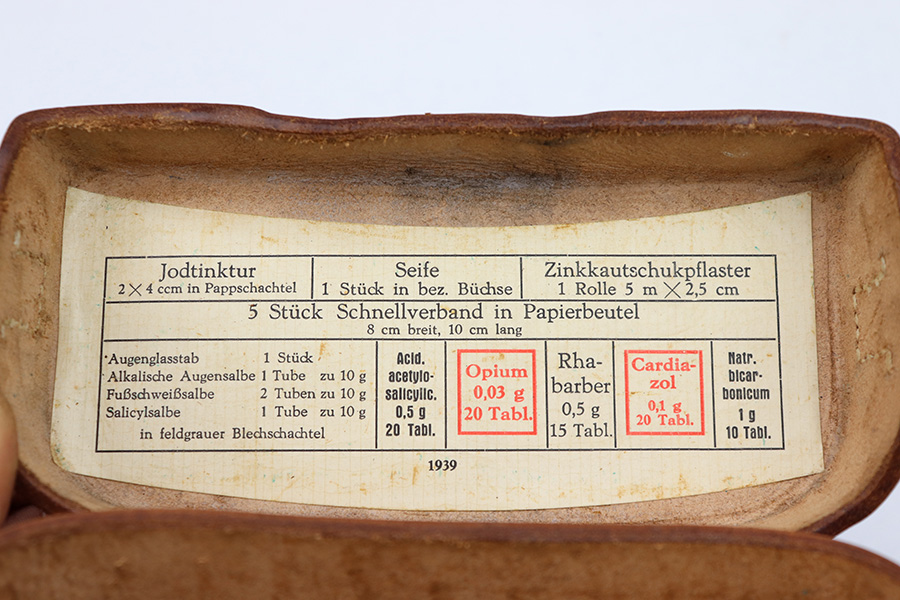 Jodtinktur
2 × 4 ccm in Pappschachtel
Seife
1 Stück in bez. Büchse
Zinkkautschukpflaster
1 Rolle 5 m × 2,5 cm
5 Stück Schnellverband in Papierbeutel
8 cm breit, 10 cm lang
Augenglasstab 1 Stück
Alkalische Augensalbe 1 Tube zu 10 g
Fußschweißsalbe 2 Tuben zu 10 g
Salicylsalbe 1 Tube zu 10 g
in feldgrauer Blechschachtel
Acid.
acetylo-
salicylic.
0,5 g
20 Tabl.
Opium
0,03 g
20 Tabl.
Rha-
barber
0,5 g
15 Tabl.
Cardia-
zol
0,1 g
20 Tabl.
Natr.
bicar-
bonicum
1 g
10 Tabl.
1939